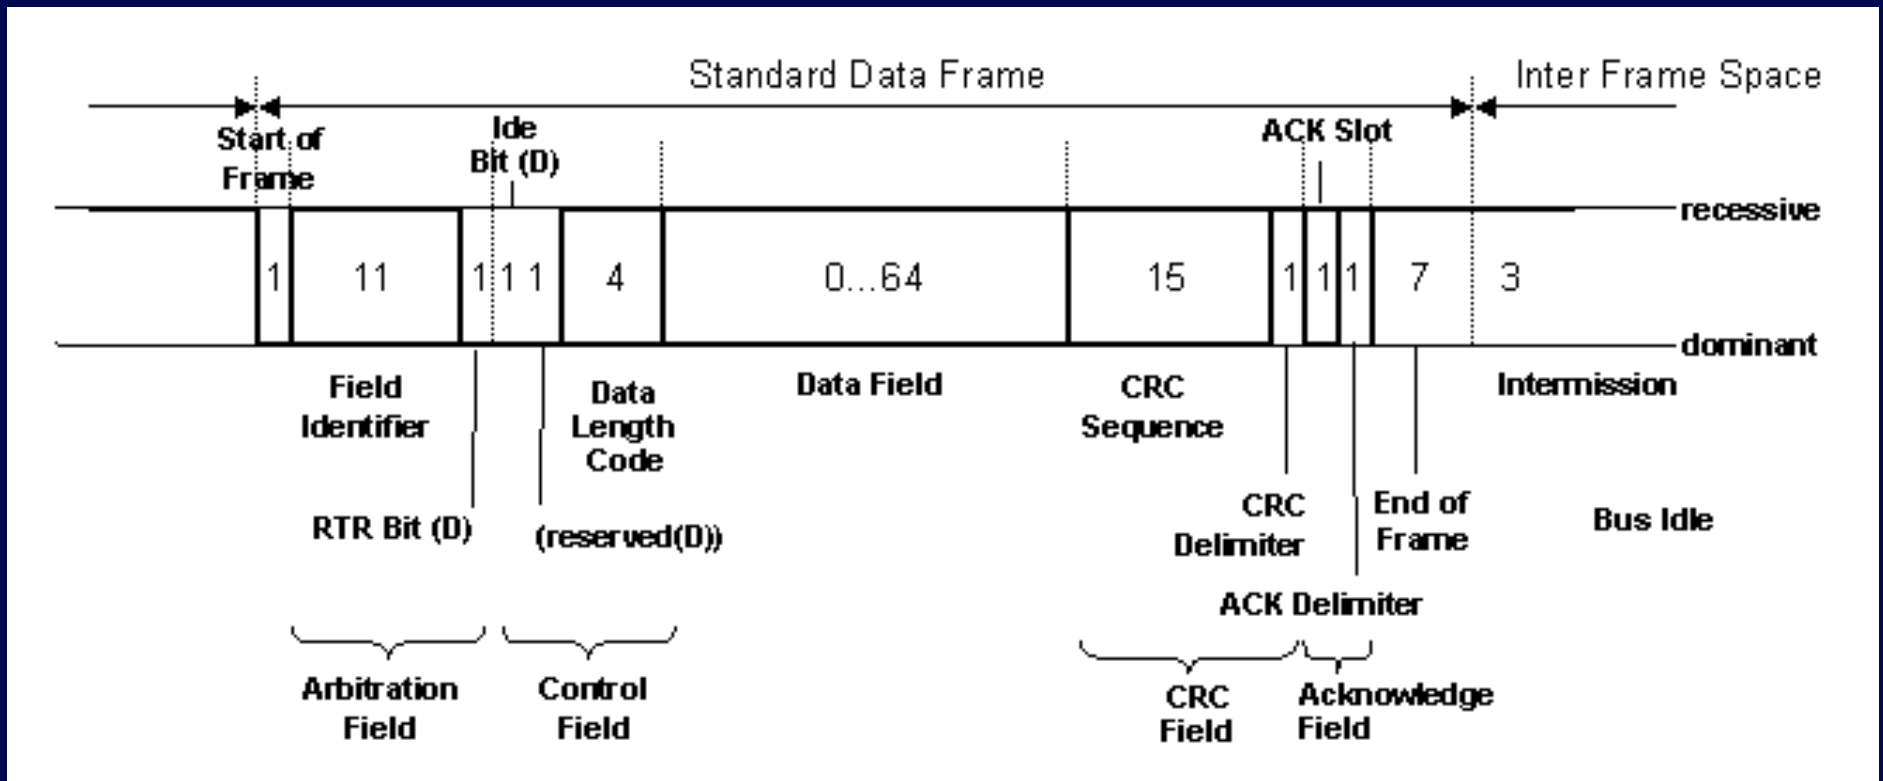 Standard Data Frame
Inter Frame Space
Start of
Frame
Ide
Bit (D)
ACK Slot
recessive
1
11
1
1
1
4
0...64
15
1
1
1
7
3
dominant
Field
Identifier
Data
Length
Code
Data Field
CRC
Sequence
Intermission
RTR Bit (D)
(reserved(D))
CRC
Delimiter
End of
Frame
Bus Idle
ACK Delimiter
Arbitration
Field
Control
Field
CRC
Field
Acknowledge
Field